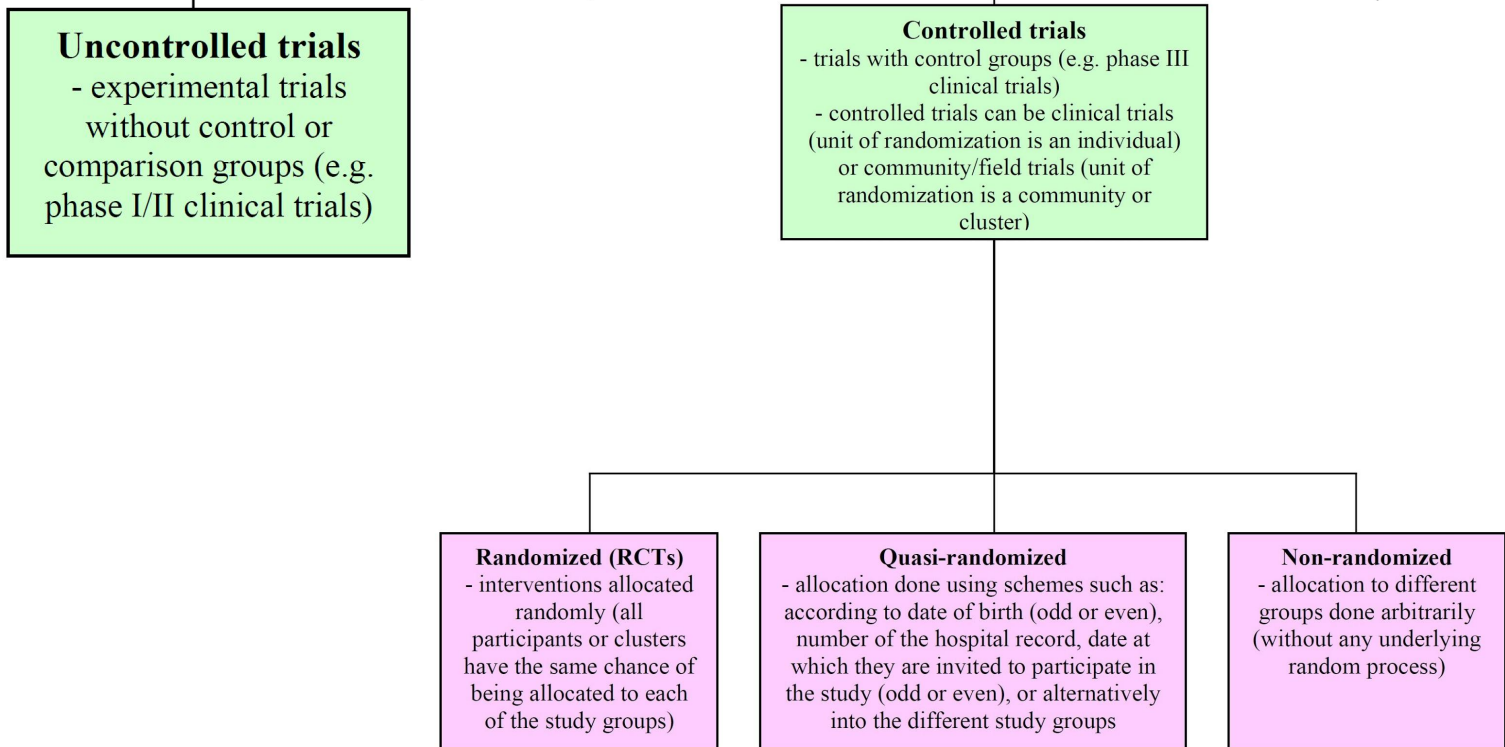 Uncontrolled trials
- experimental trials
without control or
comparison groups (e.g.
phase I/II clinical trials)
Controlled trials
- trials with control groups (e.g. phase III
clinical trials)
- controlled trials can be clinical trials
(unit of randomization is an individual)
or community/field trials (unit of
randomization is a community or
cluster)
Randomized (RCTs)
- interventions allocated
randomly (all
participants or clusters
have the same chance of
being allocated to each
of the study groups)
Quasi-randomized
- allocation done using schemes such as:
according to date of birth (odd or even),
number of the hospital record, date at
which they are invited to participate in
the study (odd or even), or alternatively
into the different study groups
Non-randomized
- allocation to different
groups done arbitrarily
(without any underlying
random process)